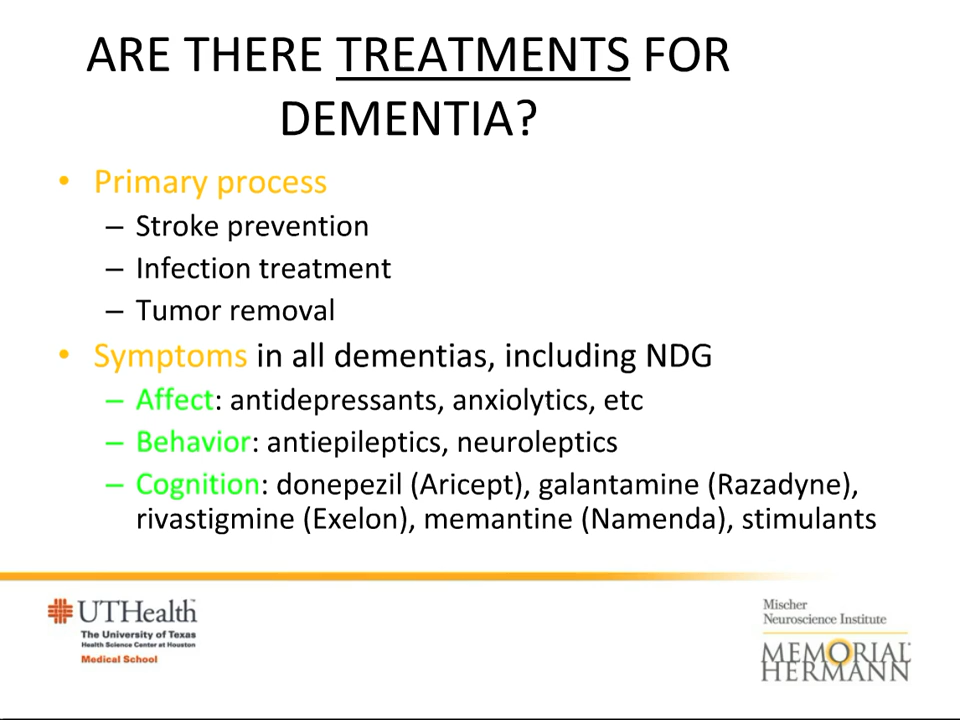 ARE THERE TREATMENTS FOR
DEMENTIA?
• Primary process
– Stroke prevention
– Infection treatment
– Tumor removal
• Symptoms in all dementias, including NDG
– Affect: antidepressants, anxiolytics, etc
– Behavior: antiepileptics, neuroleptics
– Cognition: donepezil (Aricept), galantamine (Razadyne),
rivastigmine (Exelon), memantine (Namenda), stimulants
UTHealth
The University of Texas
Health Science Center at Houston
Medical School
Mischer
Neuroscience Institute
MEMORIAL
HERMANN